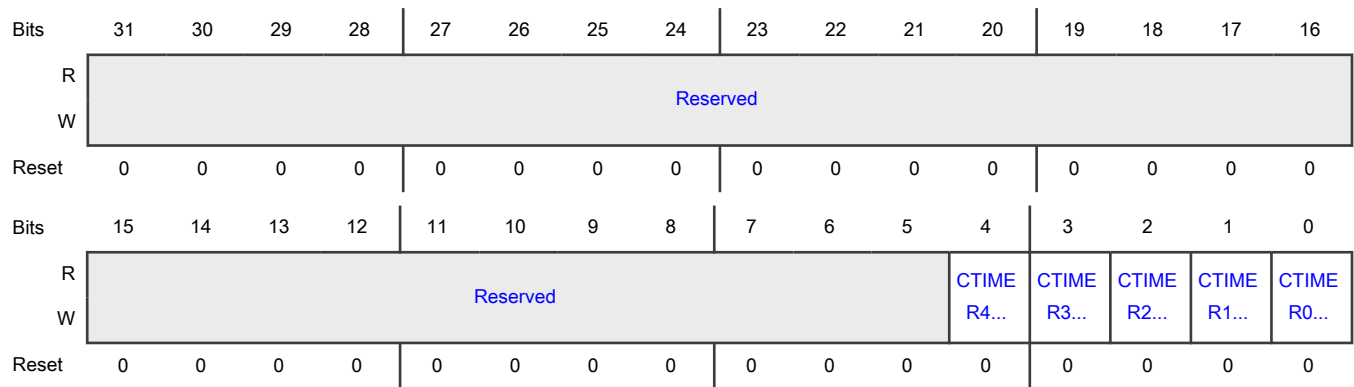 Bits 31 30 29 28 27 26 25 24 23 22 21 20 19 18 17 16
R
Reserved
W
Reset 0 0 0 0 0 0 0 0 0 0 0 0 0 0 0 0
Bits 15 14 13 12 11 10 9 8 7 6 5 4 3 2 1 0
R CTIME CTIME CTIME CTIME CTIME
Reserved
W R4... R3... R2... R1... R0...
Reset 0 0 0 0 0 0 0 0 0 0 0 0 0 0 0 0